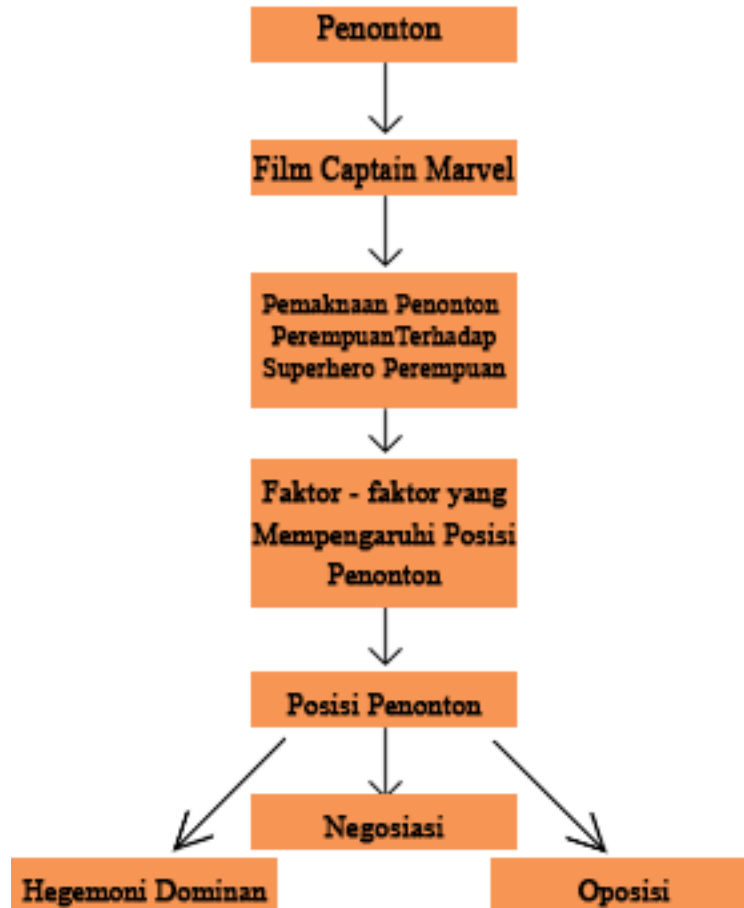 Penonton
Film Captain Marvel
Pemaknaan Penonton
PerempuanTerhadap
Superhero Perempuan
Faktor - faktor yang
Mempengaruhi Posisi
Penonton
Posisi Penonton
Negosiasi
Hegemoni Dominan
Oposisi